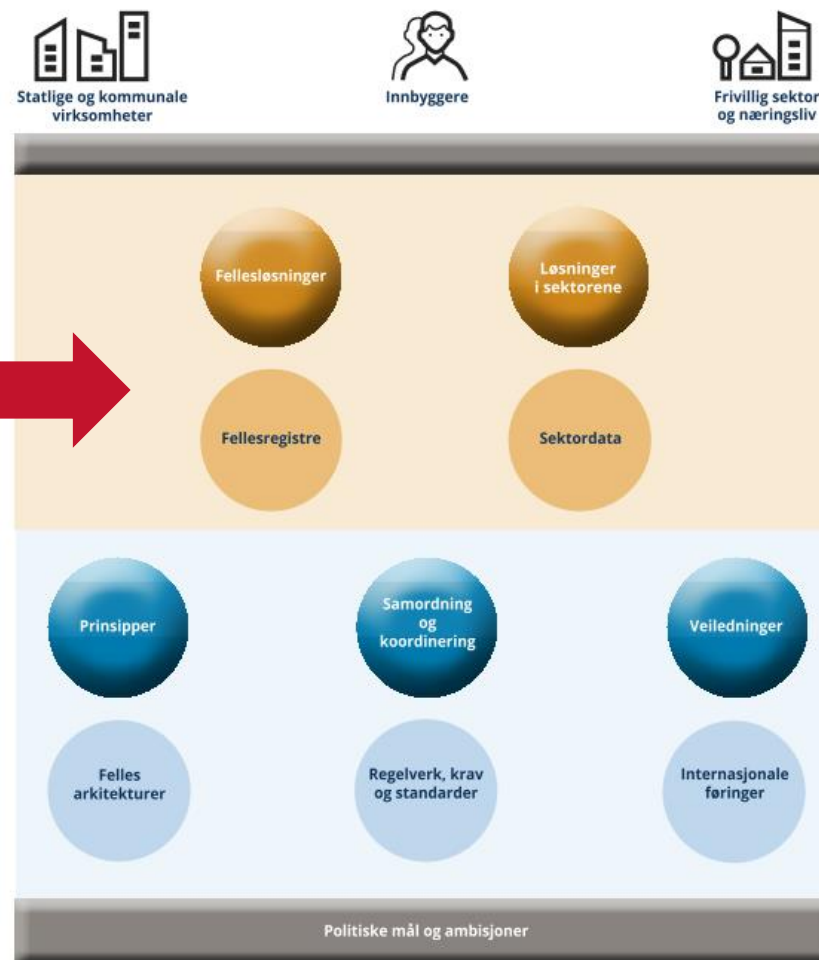 Statlige og kommunale
virksomheter
Innbyggere
Frivillig sektor
og næringsliv
Fellesløsninger
Løsninger
i sektorene
Fellesregistre
Sektordata
Prinsipper
Samordning
og
koordinering
Veiledninger
Felles
arkitekturer
Regelverk, krav
og standarder
Internasjonale
føringer
Politiske mål og ambisjoner